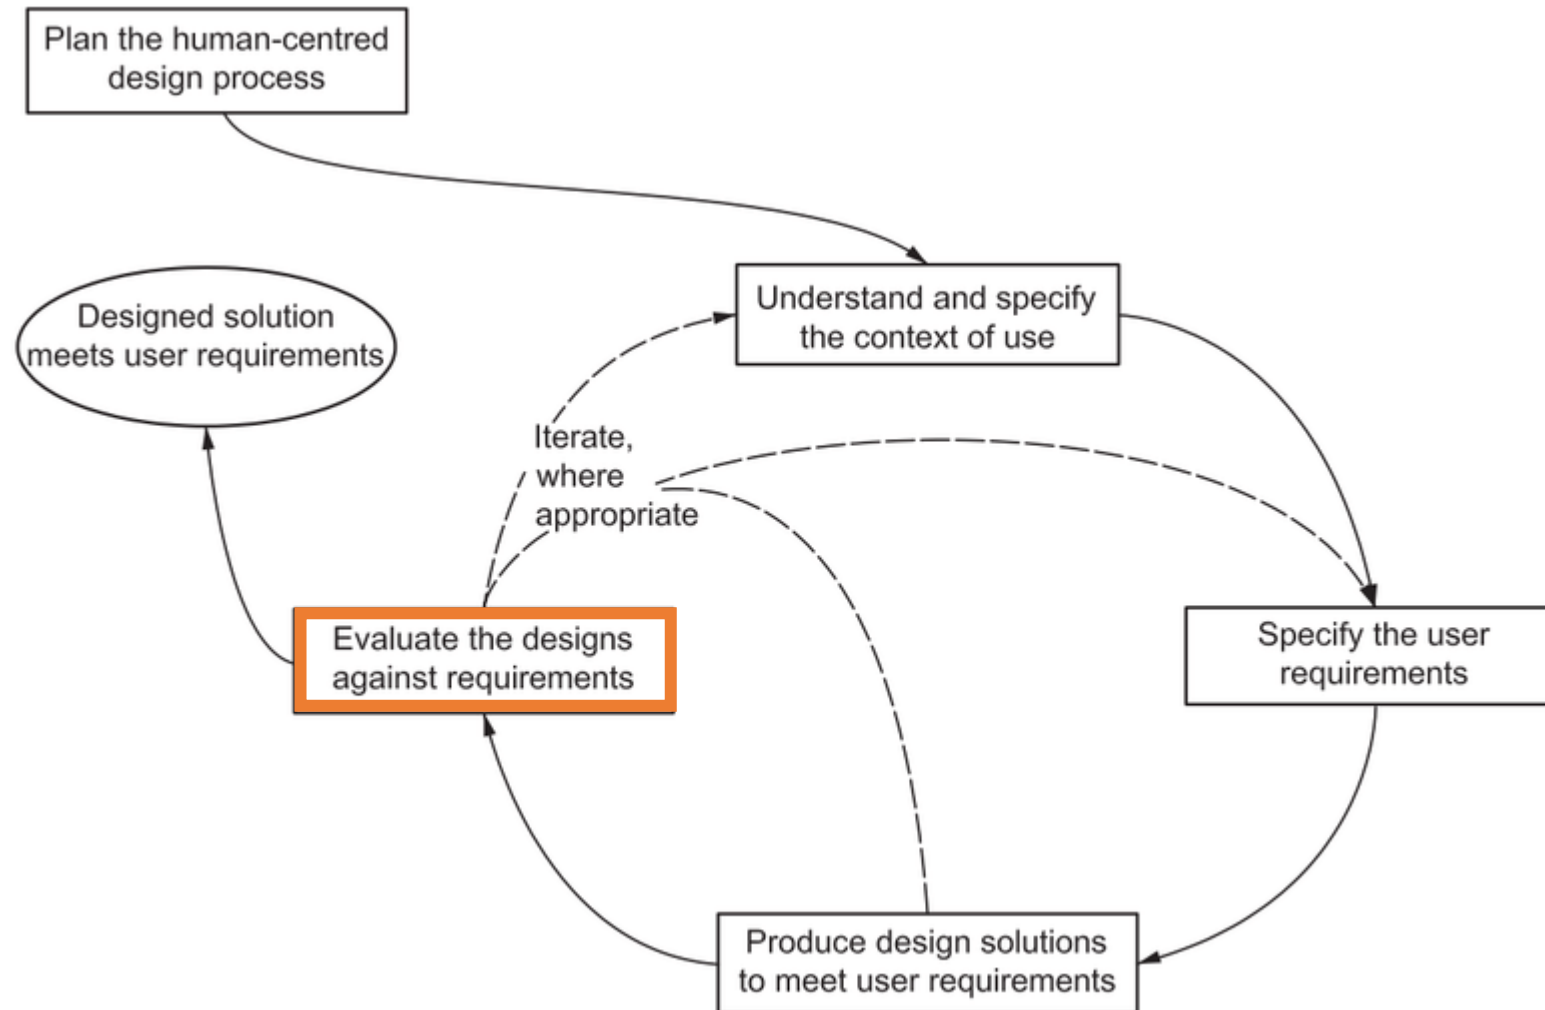 Plan the human-centred
design process
Understand and specify
the context of use
Designed solution
meets user requirements
Iterate,
where
appropriate
Evaluate the designs
against requirements
Specify the user
requirements
Produce design solutions
to meet user requirements